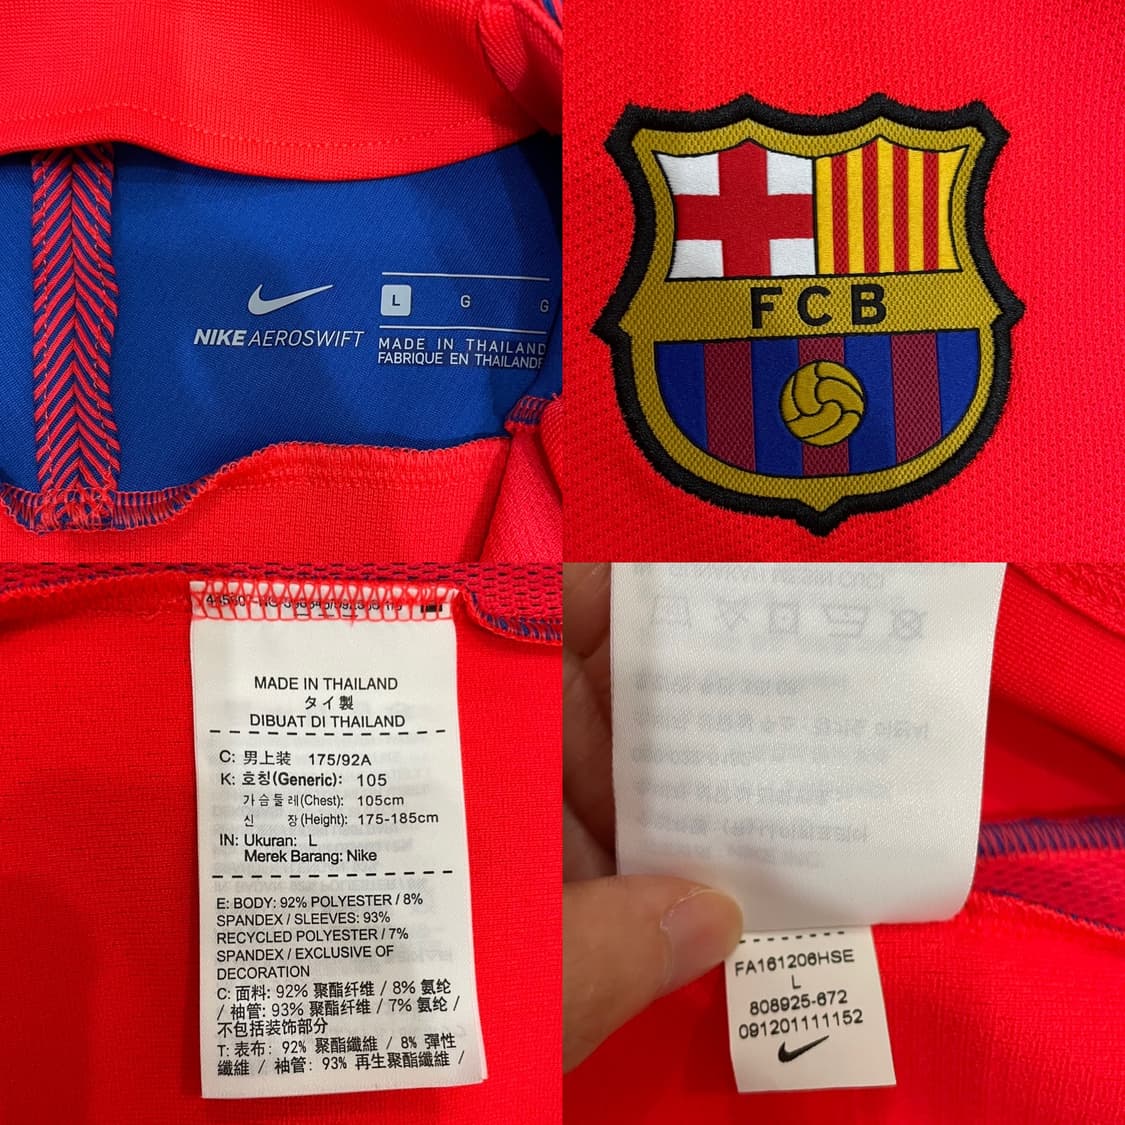 NIKE AEROSWIFT
L G G
MADE IN THAILAND
FABRIQUE EN THAILANDE
FCB
MADE IN THAILAND
タイ製
DIBUAT DI THAILAND
C: 男上装 175/92A
K: 호칭(Generic): 105
가슴둘레(Chest): 105cm
신 장(Height): 175-185cm
IN: Ukuran: L
Merek Barang: Nike
E: BODY: 92% POLYESTER / 8%
SPANDEX / SLEEVES: 93%
RECYCLED POLYESTER / 7%
SPANDEX / EXCLUSIVE OF
DECORATION
C: 面料: 92% 聚酯纤维 / 8% 氨纶
/ 袖管: 93% 聚酯纤维 / 7% 氨纶 /
不包括装饰部分
T: 表布: 92% 聚酯纖維 / 8% 彈性
纖維 / 袖管: 93% 再生聚酯纖維 /
FA161206HSE
L
808925-672
091201111152